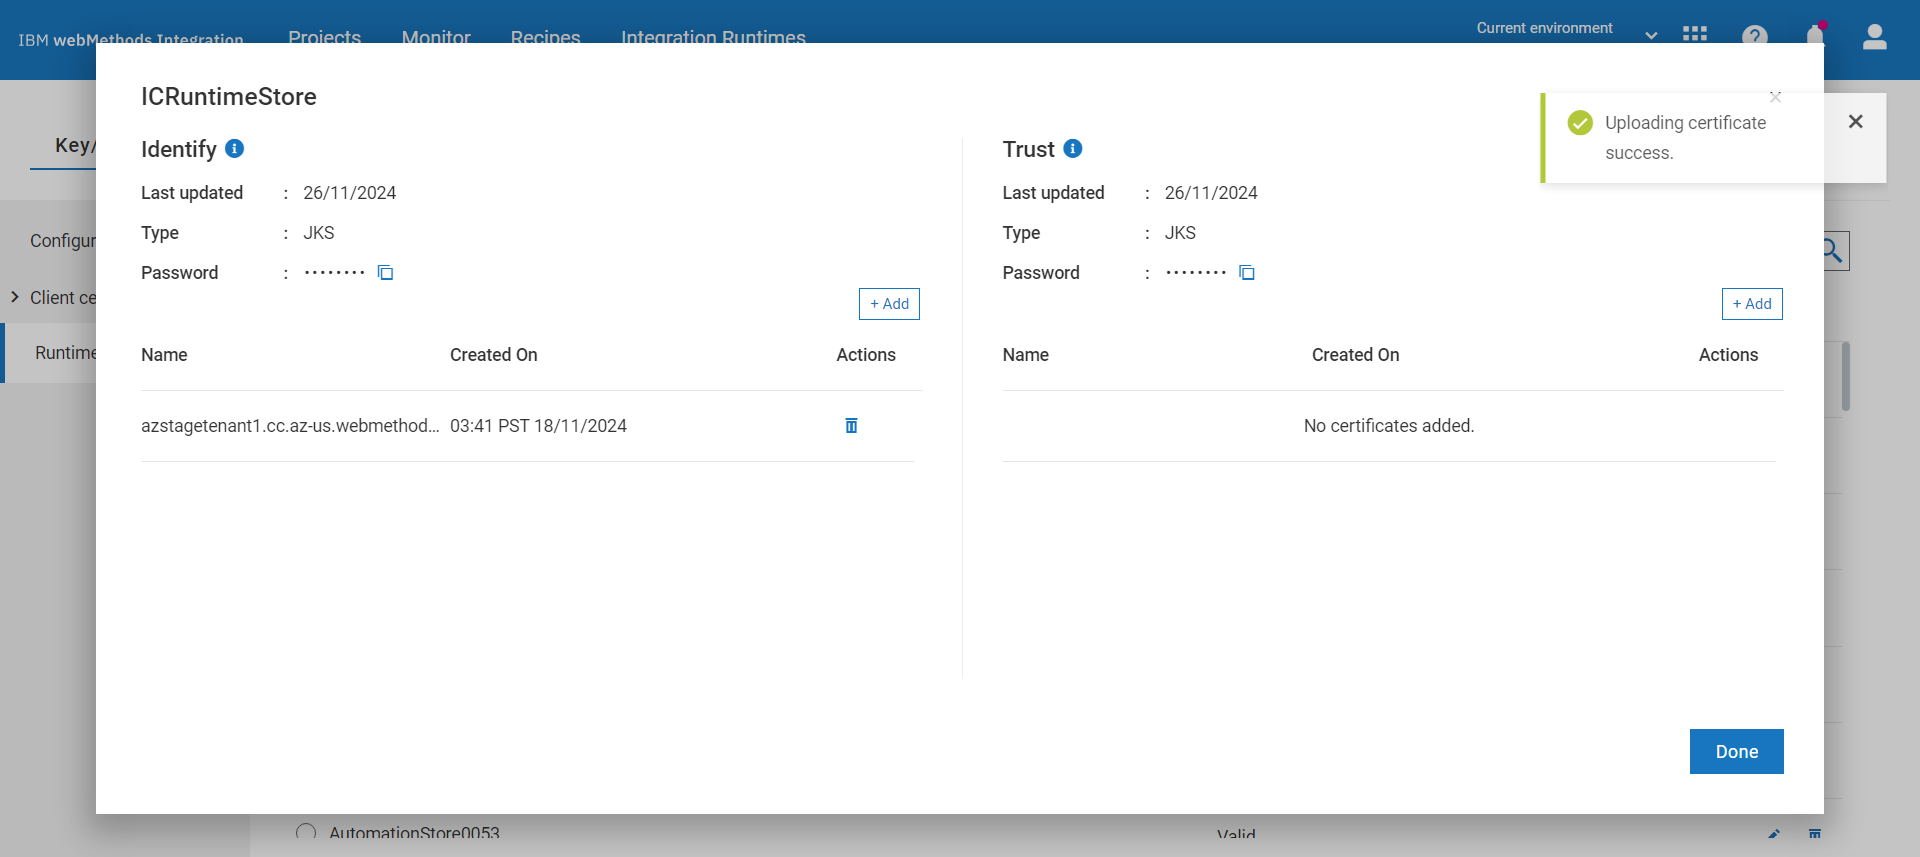 IBM webMethods Integration
Projects
Monitor
Recipes
Integration Runtimes
Current environment
ICRuntimeStore
Uploading certificate
success.
Key/
Configur
Client ce
Runtime
Identify
Last updated : 26/11/2024
Type : JKS
Password : ••••••••
+ Add
Name Created On Actions
azstagetenant1.cc.az-us.webmethod... 03:41 PST 18/11/2024
Trust
Last updated : 26/11/2024
Type : JKS
Password : ••••••••
+ Add
Name Created On Actions
No certificates added.
Done
AutomationStore0053 Valid